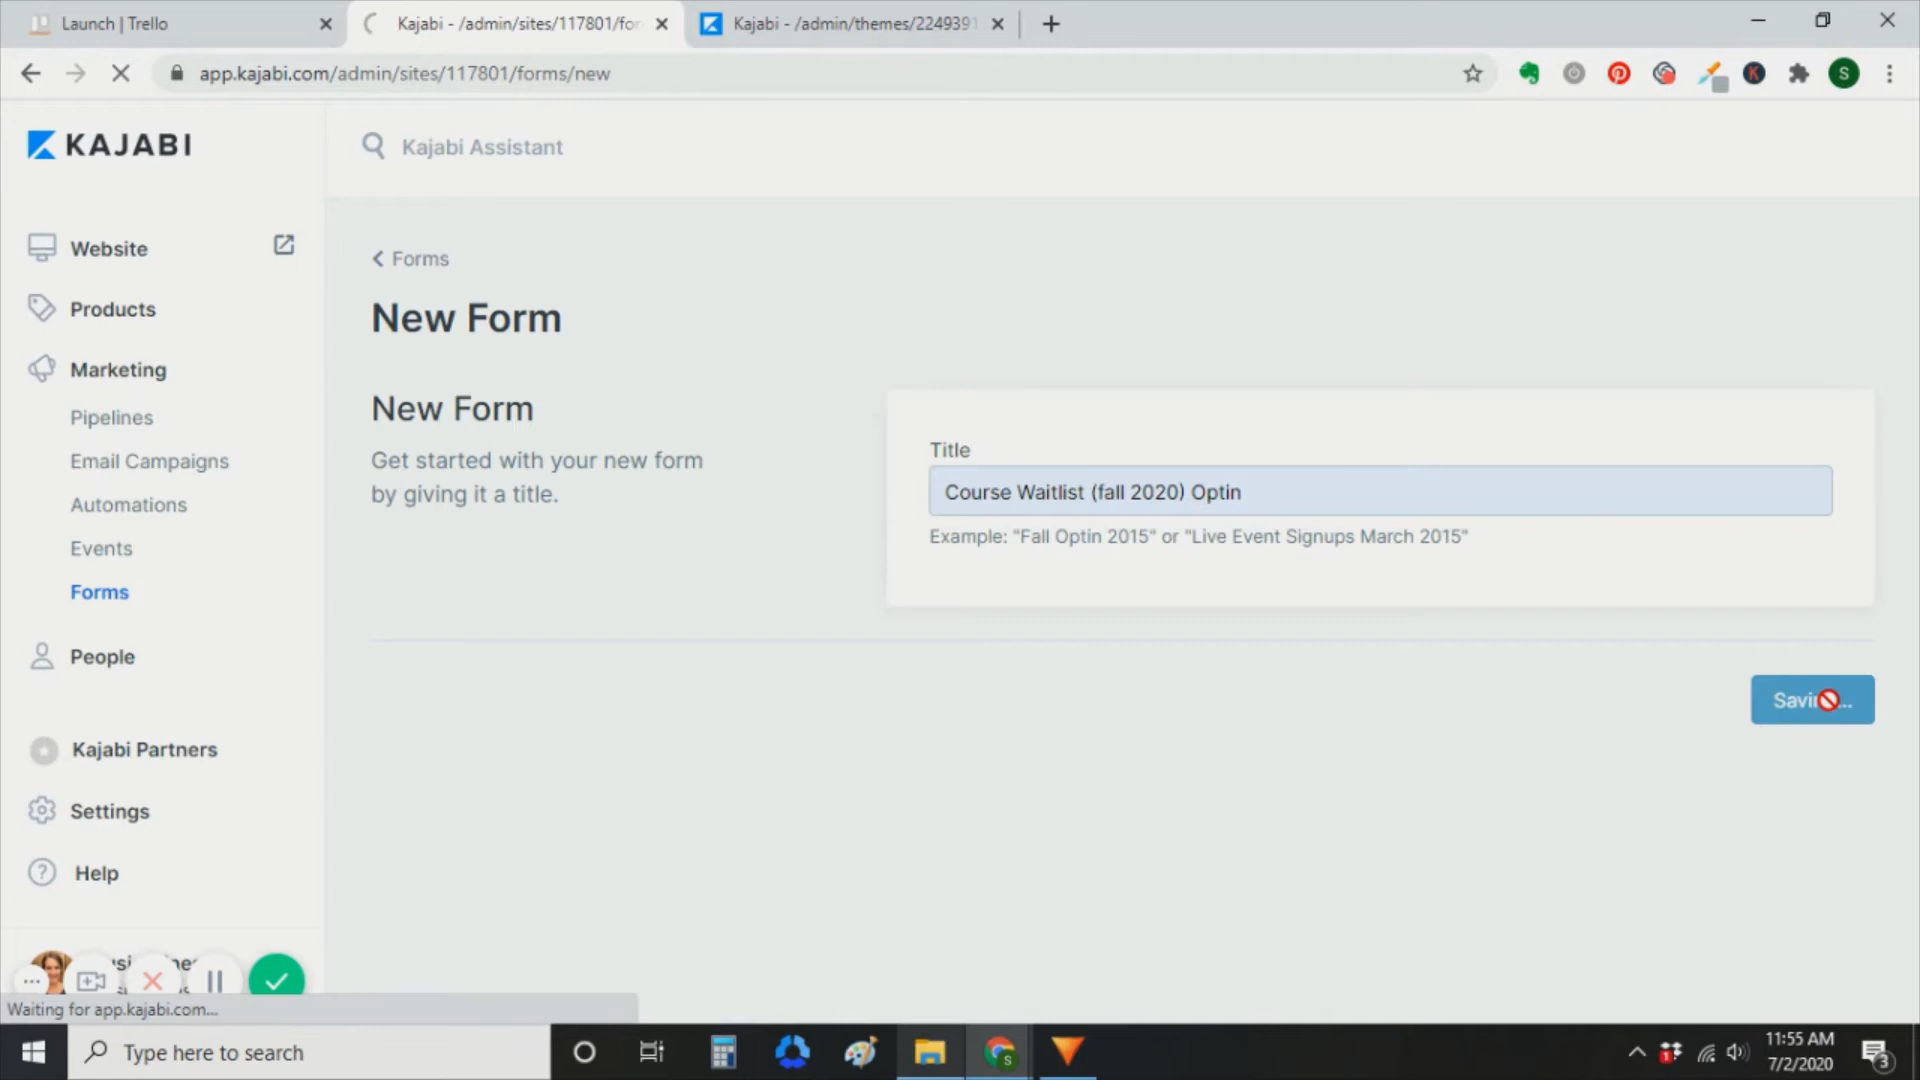 Launch | Trello
Kajabi - /admin/sites/117801/for
Kajabi - /admin/themes/2249391
app.kajabi.com/admin/sites/117801/forms/new
K
S
KAJABI
Kajabi Assistant
Website
Products
Marketing
Pipelines
Email Campaigns
Automations
Events
Forms
People
Kajabi Partners
Settings
Help
Forms
New Form
New Form
Get started with your new form
by giving it a title.
Title
Course Waitlist (fall 2020) Optin
Example: "Fall Optin 2015" or "Live Event Signups March 2015"
Waiting for app.kajabi.com...
Type here to search
S
1
11:55 AM
7/2/2020
3